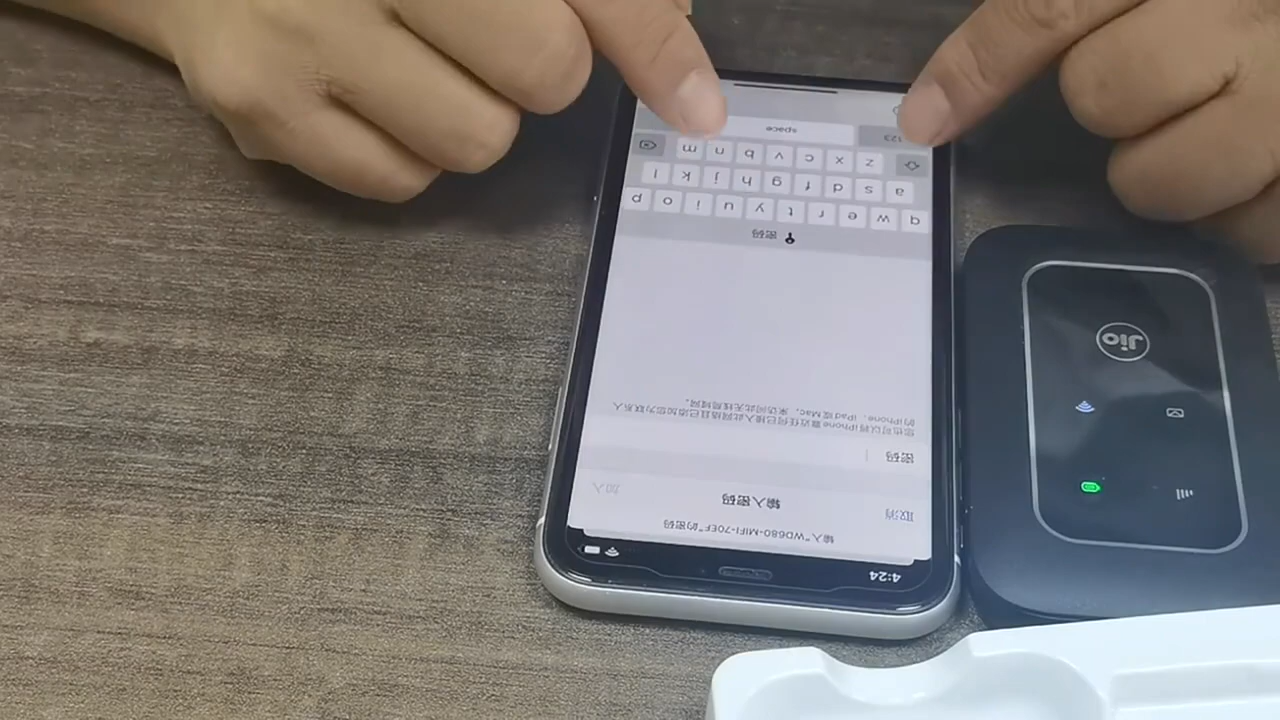 4:24
输入"WD680-MIFI-70EF"的密码
取消 输入密码 加入
密码
您也可以将iPhone 靠近任何已接入此网络且已添加您为联系人
的iPhone、iPad或Mac，来访问此无线局域网。
密码
q w e r t y u i o p
a s d f g h j k l
z x c v b n m
123 space
Jio